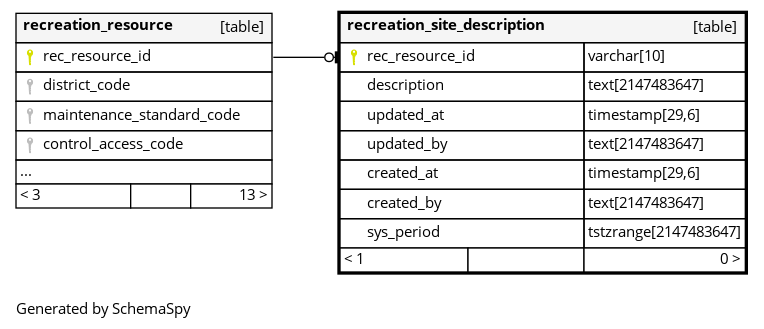 recreation_resource [table]
rec_resource_id
district_code
maintenance_standard_code
control_access_code
...
< 3 13 >
recreation_site_description [table]
rec_resource_id varchar[10]
description text[2147483647]
updated_at timestamp[29,6]
updated_by text[2147483647]
created_at timestamp[29,6]
created_by text[2147483647]
sys_period tstzrange[2147483647]
< 1 0 >
Generated by SchemaSpy